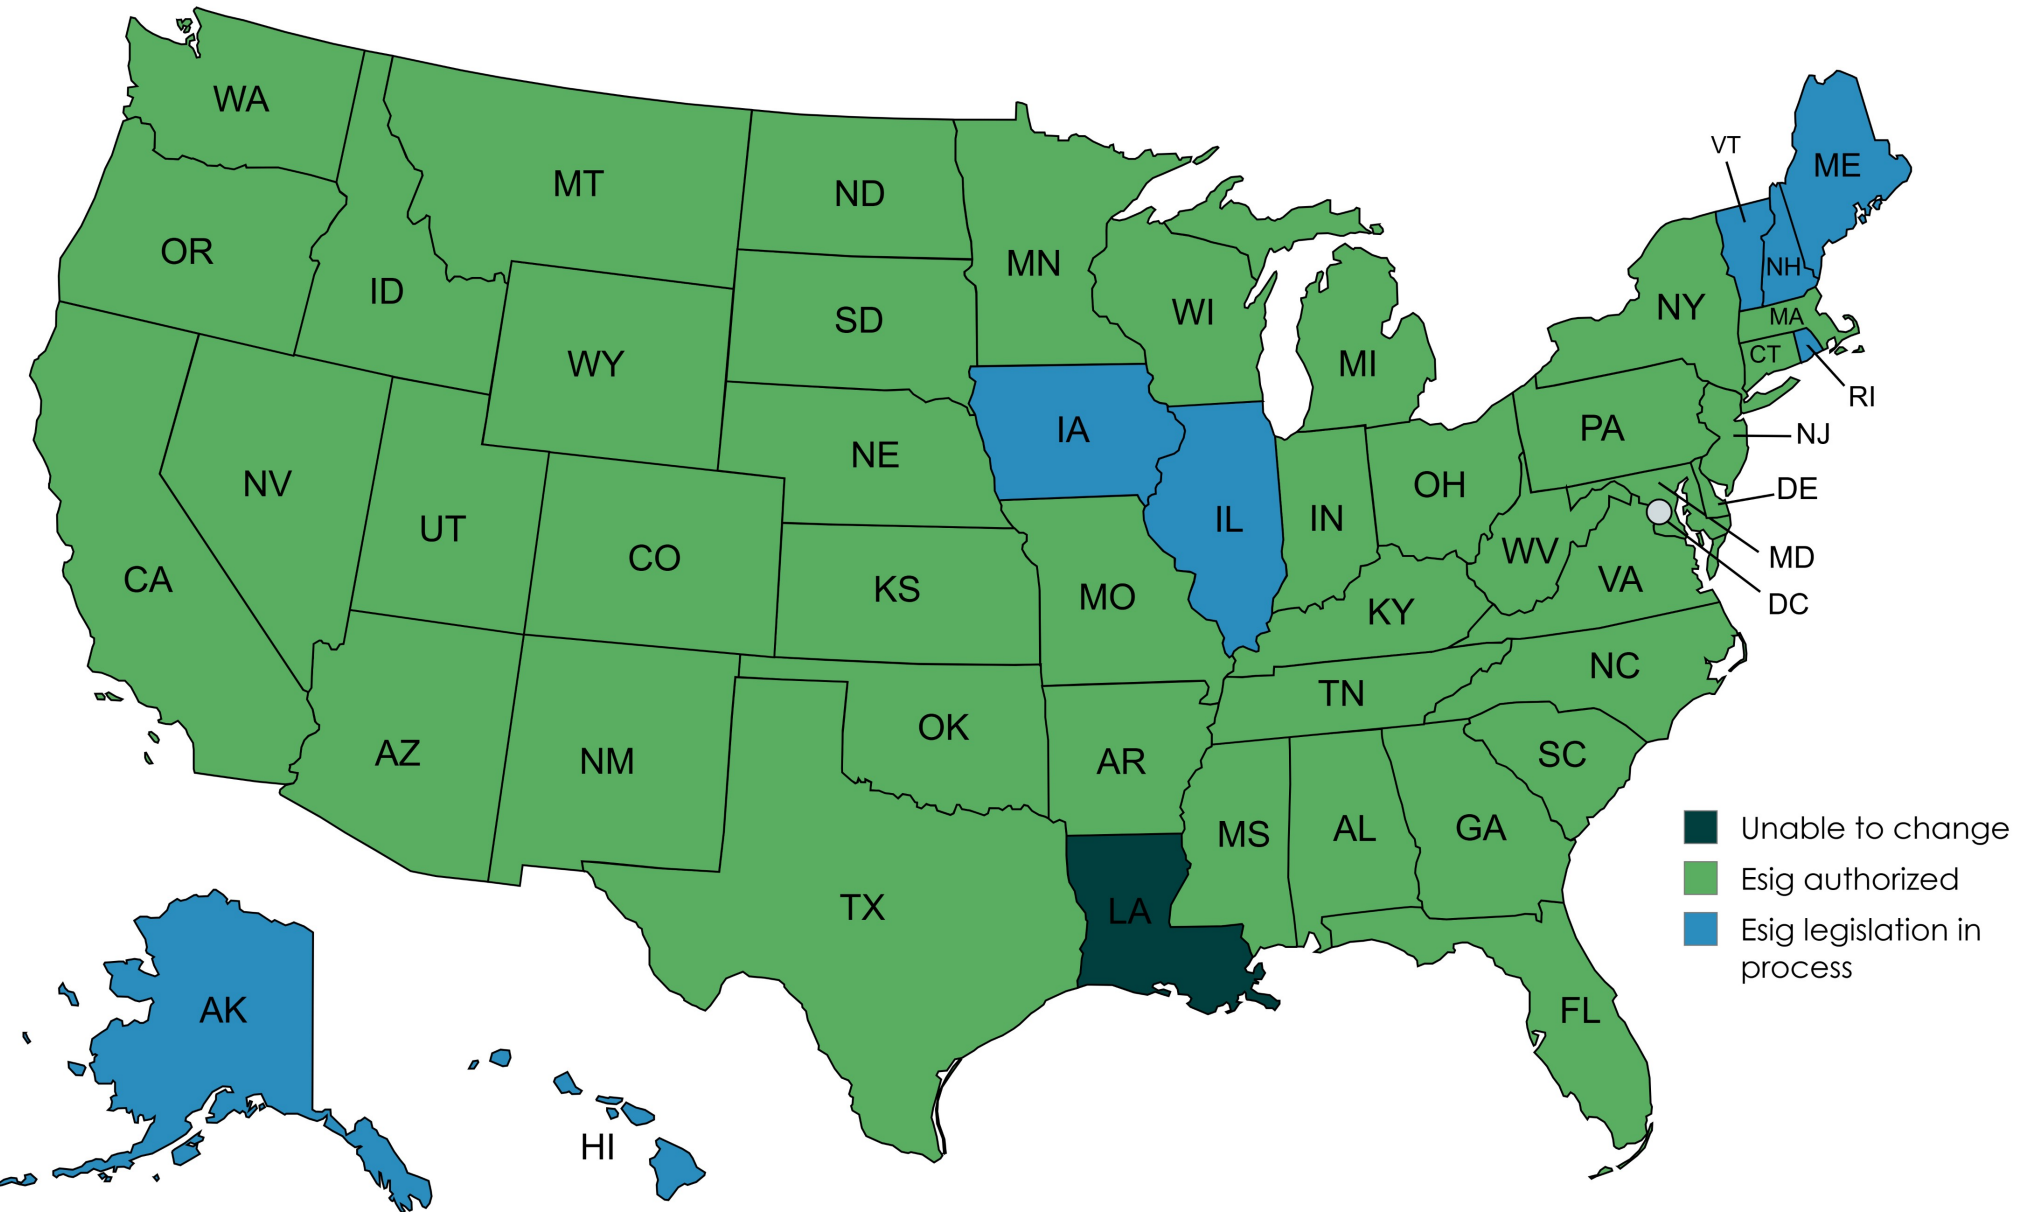 WA
MT
ND
MN
OR
ID
WY
SD
WI
MI
VT
ME
NH
NY
MA
CT
RI
IA
NE
PA
NJ
NV
UT
CO
IL
IN
OH
DE
CA
KS
MO
WV
VA
MD
DC
KY
NC
TN
AZ
NM
OK
AR
SC
MS
AL
GA
TX
LA
FL
AK
HI
Unable to change
Esig authorized
Esig legislation in
process